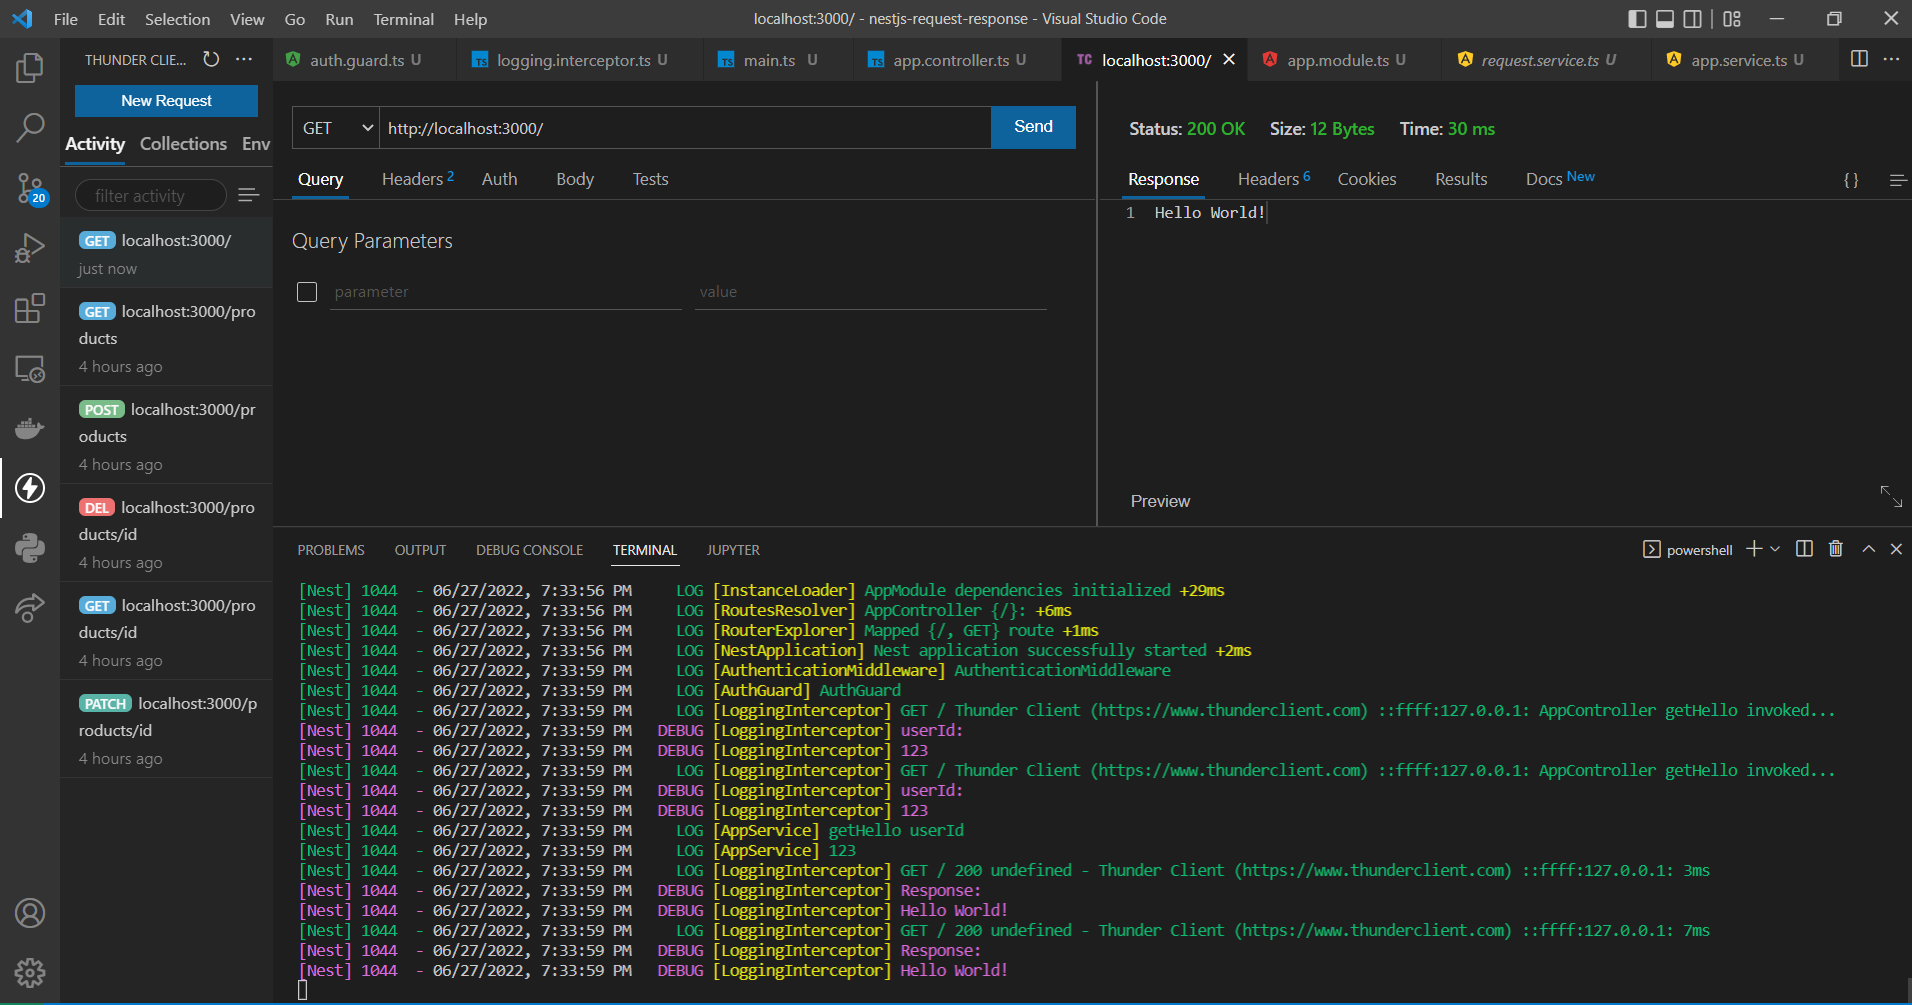 File Edit Selection View Go Run Terminal Help
localhost:3000/ - nestjs-request-response - Visual Studio Code
THUNDER CLIE... ···
auth.guard.ts U
TS logging.interceptor.ts U
TS main.ts U
TS app.controller.ts U
TC localhost:3000/
app.module.ts U
request.service.ts U
app.service.ts U
New Request
Activity Collections Env
filter activity
20
GET localhost:3000/
just now
GET localhost:3000/pro
ducts
4 hours ago
POST localhost:3000/pr
oducts
4 hours ago
DEL localhost:3000/pro
ducts/id
4 hours ago
GET localhost:3000/pro
ducts/id
4 hours ago
PATCH localhost:3000/p
roducts/id
4 hours ago
GET http://localhost:3000/ Send
Query Headers 2 Auth Body Tests
Query Parameters
parameter value
Status: 200 OK Size: 12 Bytes Time: 30 ms
Response Headers 6 Cookies Results Docs New { }
1 Hello World!
Preview
PROBLEMS OUTPUT DEBUG CONSOLE TERMINAL JUPYTER
powershell
[Nest] 1044 - 06/27/2022, 7:33:56 PM LOG [InstanceLoader] AppModule dependencies initialized +29ms
[Nest] 1044 - 06/27/2022, 7:33:56 PM LOG [RoutesResolver] AppController {/}: +6ms
[Nest] 1044 - 06/27/2022, 7:33:56 PM LOG [RouterExplorer] Mapped {/, GET} route +1ms
[Nest] 1044 - 06/27/2022, 7:33:56 PM LOG [NestApplication] Nest application successfully started +2ms
[Nest] 1044 - 06/27/2022, 7:33:59 PM LOG [AuthenticationMiddleware] AuthenticationMiddleware
[Nest] 1044 - 06/27/2022, 7:33:59 PM LOG [AuthGuard] AuthGuard
[Nest] 1044 - 06/27/2022, 7:33:59 PM LOG [LoggingInterceptor] GET / Thunder Client (https://www.thunderclient.com) ::ffff:127.0.0.1: AppController getHello invoked...
[Nest] 1044 - 06/27/2022, 7:33:59 PM DEBUG [LoggingInterceptor] userId:
[Nest] 1044 - 06/27/2022, 7:33:59 PM DEBUG [LoggingInterceptor] 123
[Nest] 1044 - 06/27/2022, 7:33:59 PM LOG [LoggingInterceptor] GET / Thunder Client (https://www.thunderclient.com) ::ffff:127.0.0.1: AppController getHello invoked...
[Nest] 1044 - 06/27/2022, 7:33:59 PM DEBUG [LoggingInterceptor] userId:
[Nest] 1044 - 06/27/2022, 7:33:59 PM DEBUG [LoggingInterceptor] 123
[Nest] 1044 - 06/27/2022, 7:33:59 PM LOG [AppService] getHello userId
[Nest] 1044 - 06/27/2022, 7:33:59 PM LOG [AppService] 123
[Nest] 1044 - 06/27/2022, 7:33:59 PM LOG [LoggingInterceptor] GET / 200 undefined - Thunder Client (https://www.thunderclient.com) ::ffff:127.0.0.1: 3ms
[Nest] 1044 - 06/27/2022, 7:33:59 PM DEBUG [LoggingInterceptor] Response:
[Nest] 1044 - 06/27/2022, 7:33:59 PM DEBUG [LoggingInterceptor] Hello World!
[Nest] 1044 - 06/27/2022, 7:33:59 PM LOG [LoggingInterceptor] GET / 200 undefined - Thunder Client (https://www.thunderclient.com) ::ffff:127.0.0.1: 7ms
[Nest] 1044 - 06/27/2022, 7:33:59 PM DEBUG [LoggingInterceptor] Response:
[Nest] 1044 - 06/27/2022, 7:33:59 PM DEBUG [LoggingInterceptor] Hello World!